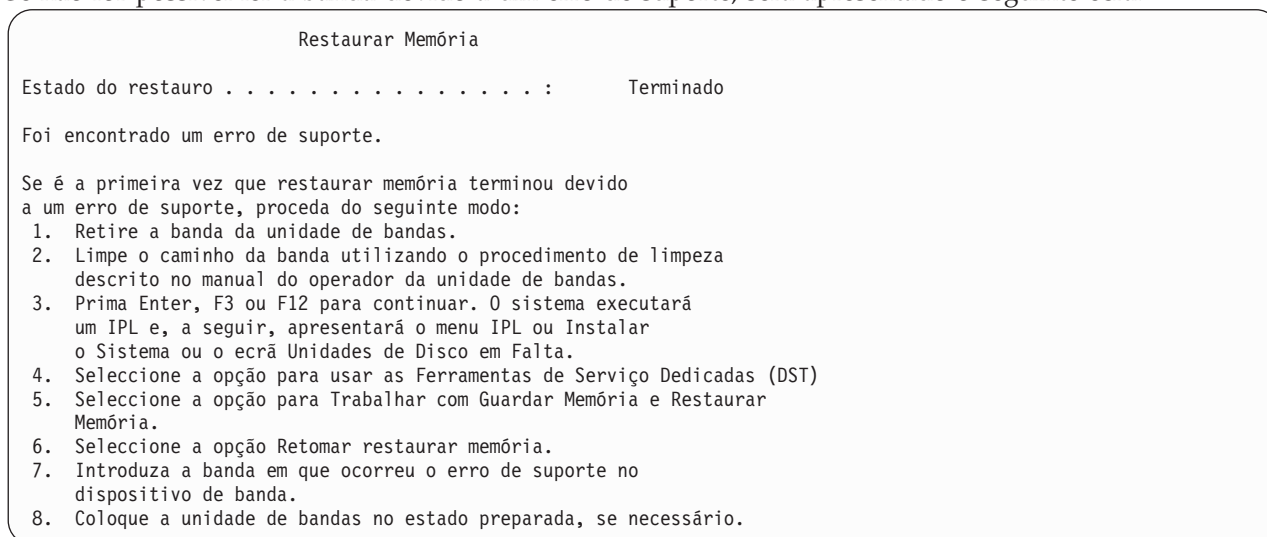 Restaurar Memória
Estado do restauro . . . . . . . . . . . . . . . : Terminado
Foi encontrado um erro de suporte.
Se é a primeira vez que restaurar memória terminou devido
a um erro de suporte, proceda do seguinte modo:
1. Retire a banda da unidade de bandas.
2. Limpe o caminho da banda utilizando o procedimento de limpeza
descrito no manual do operador da unidade de bandas.
3. Prima Enter, F3 ou F12 para continuar. O sistema executará
um IPL e, a seguir, apresentará o menu IPL ou Instalar
o Sistema ou o ecrã Unidades de Disco em Falta.
4. Seleccione a opção para usar as Ferramentas de Serviço Dedicadas (DST)
5. Seleccione a opção para Trabalhar com Guardar Memória e Restaurar
Memória.
6. Seleccione a opção Retomar restaurar memória.
7. Introduza a banda em que ocorreu o erro de suporte no
dispositivo de banda.
8. Coloque a unidade de bandas no estado preparada, se necessário.